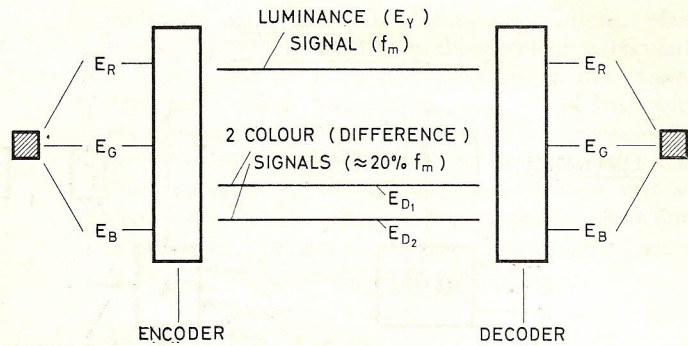 LUMINANCE (E_Y)
SIGNAL (f_m)
E_R
E_R
E_G
E_G
2 COLOUR (DIFFERENCE)
SIGNALS (≈20% f_m)
E_D1
E_B
E_D2
E_B
ENCODER
DECODER